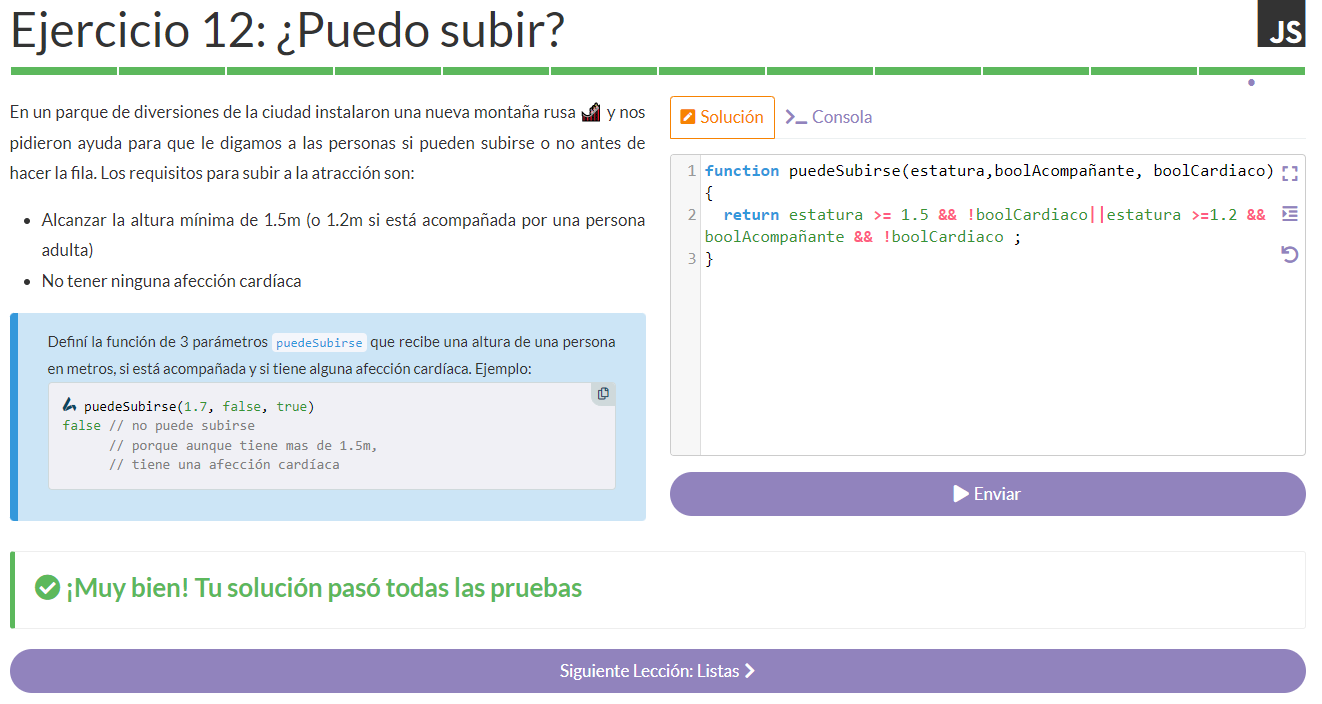 Ejercicio 12: ¿Puedo subir?
JS
En un parque de diversiones de la ciudad instalaron una nueva montaña rusa 🎢 y nos
pidieron ayuda para que le digamos a las personas si pueden subirse o no antes de
hacer la fila. Los requisitos para subir a la atracción son:
• Alcanzar la altura mínima de 1.5m (o 1.2m si está acompañada por una persona
adulta)
• No tener ninguna afección cardíaca
Definí la función de 3 parámetros puedeSubirse que recibe una altura de una persona
en metros, si está acompañada y si tiene alguna afección cardíaca. Ejemplo:
puedeSubirse(1.7, false, true)
false // no puede subirse
// porque aunque tiene mas de 1.5m,
// tiene una afección cardíaca
Solución
Consola
1 function puedeSubirse(estatura,boolAcompañante, boolCardiaco)
{
2 return estatura >= 1.5 && !boolCardiaco||estatura >=1.2 &&
boolAcompañante && !boolCardiaco ;
3 }
Enviar
¡Muy bien! Tu solución pasó todas las pruebas
Siguiente Lección: Listas